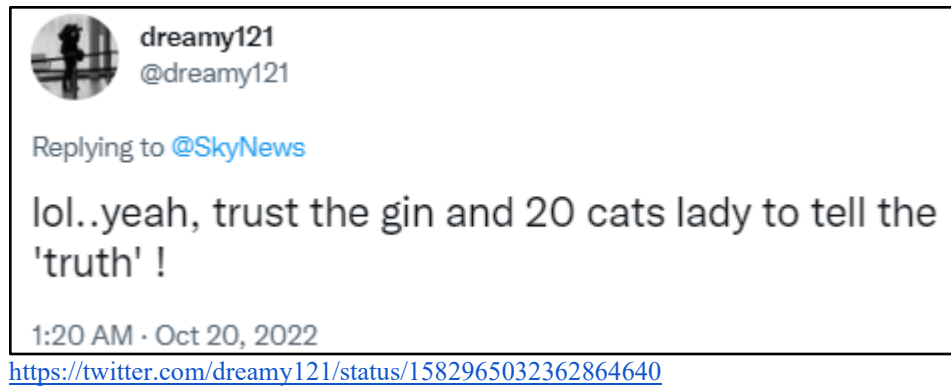 dreamy121
@dreamy121
Replying to @SkyNews
lol..yeah, trust the gin and 20 cats lady to tell the
'truth' !
1:20 AM · Oct 20, 2022
https://twitter.com/dreamy121/status/1582965032362864640